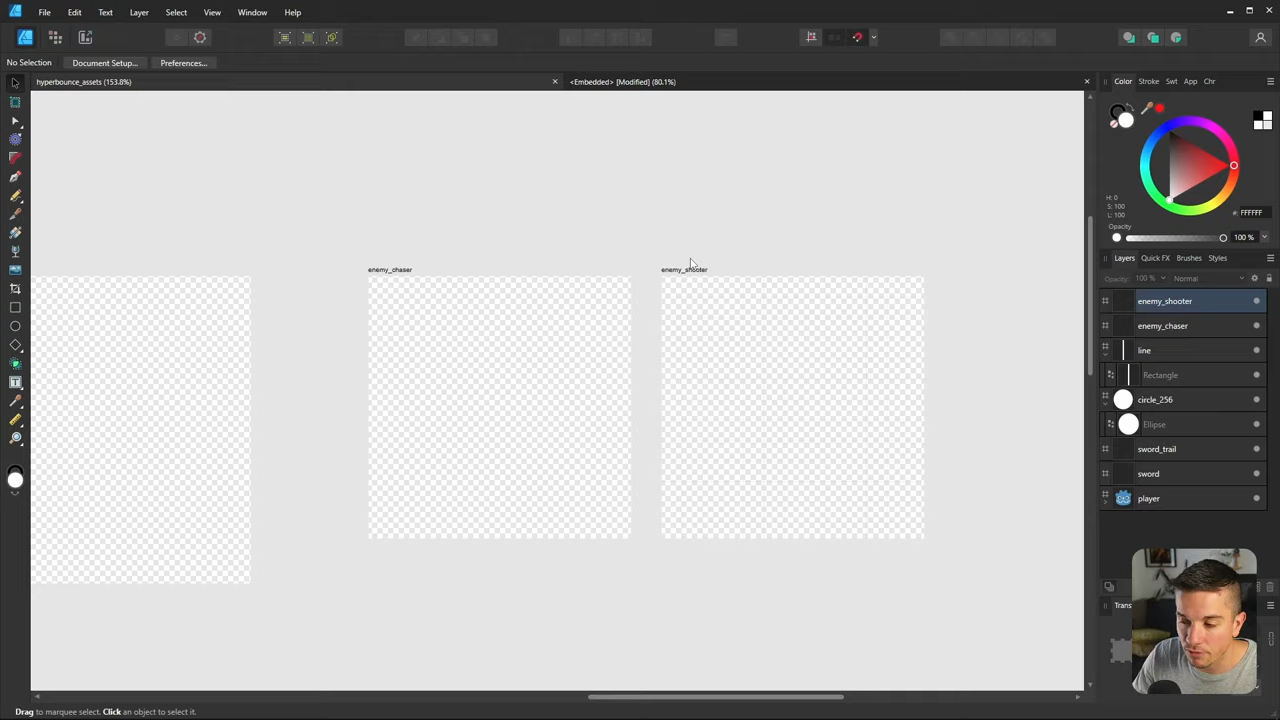 File Edit Text Layer Select View Window Help
No Selection Document Setup... Preferences...
hyperbounce_assets (153.8%)
<Embedded> [Modified] (80.1%)
Color Stroke Swt App Chr
H: 0
S: 100
L: 100
#: FFFFFF
Opacity
100 %
Layers Quick FX Brushes Styles
Opacity: 100 % Normal
enemy_chaser
enemy_shooter
enemy_shooter
enemy_chaser
line
Rectangle
circle_256
Ellipse
sword_trail
sword
player
Drag to marquee select. Click an object to select it.